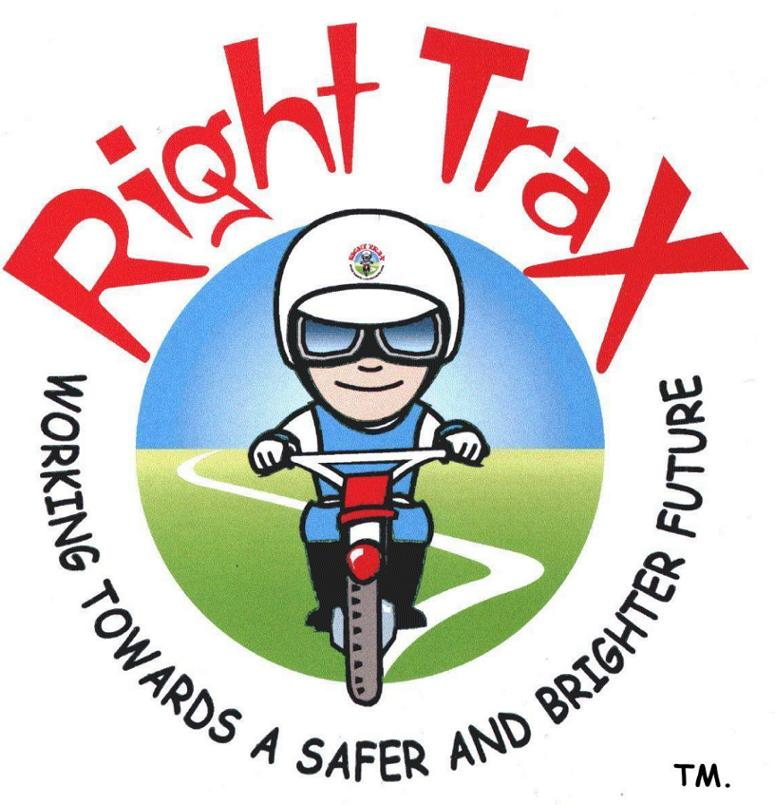 Right Trax
WORKING TOWARDS A SAFER AND BRIGHTER FUTURE
TM.